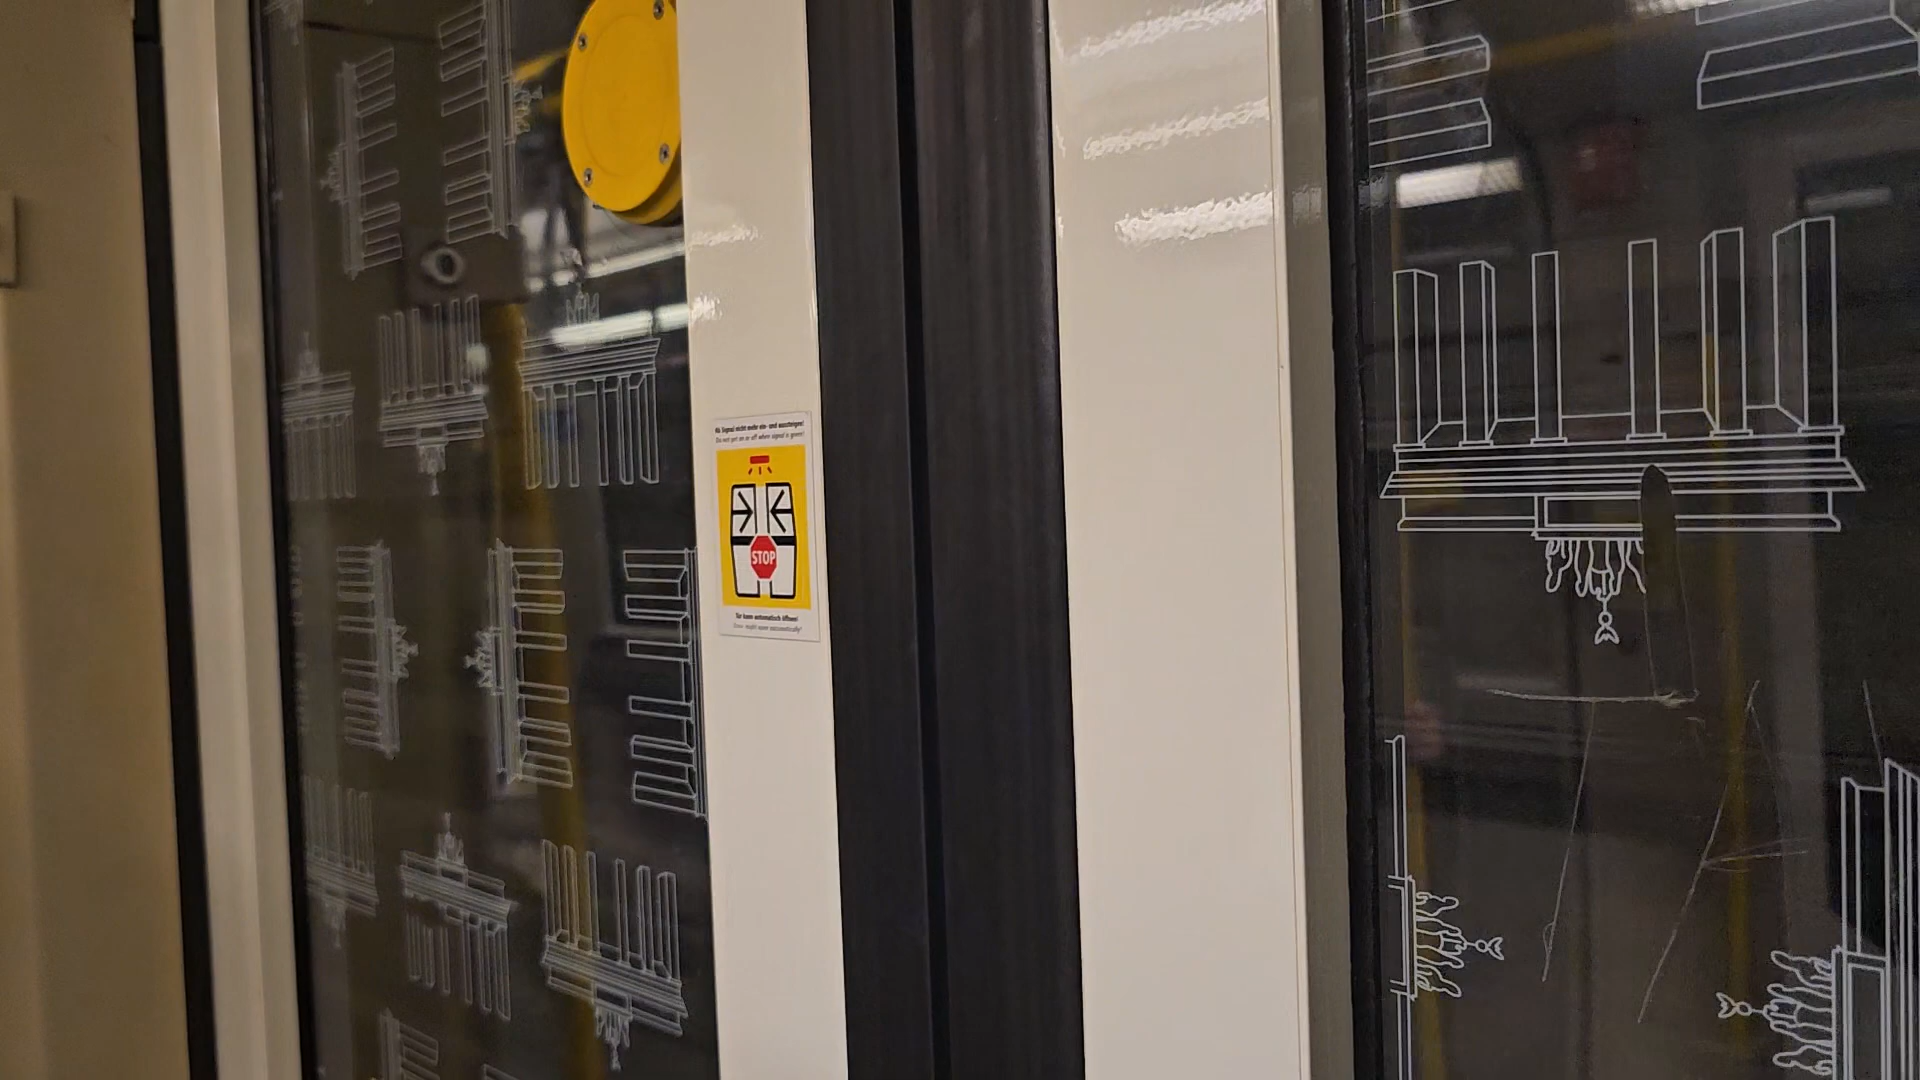 Ab Signal nicht mehr ein- und aussteigen!
Do not get on or off when signal is given!
STOP
Tür kann automatisch öffnen!
Door might open automatically!